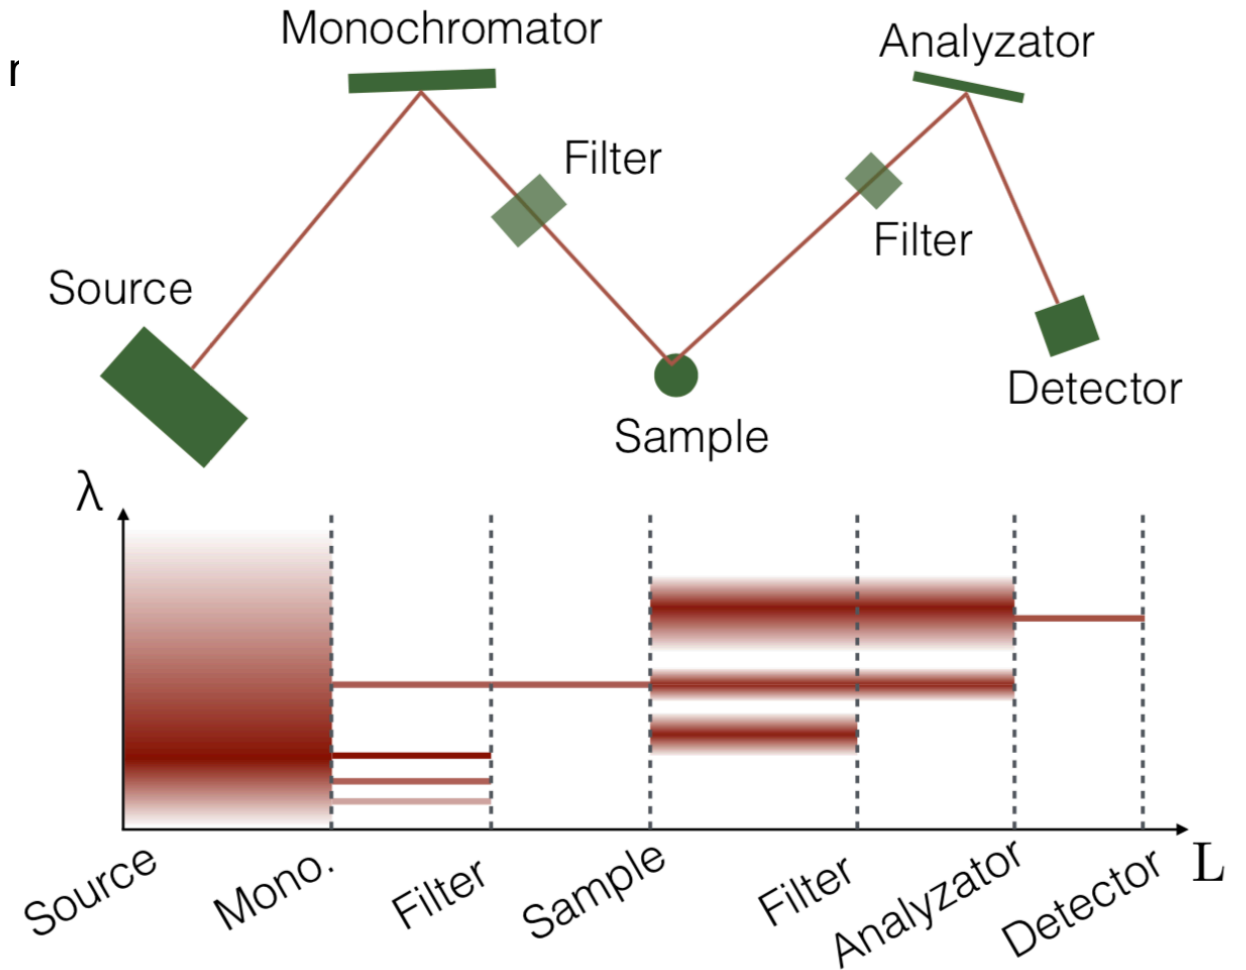 Monochromator
Analyzator
r
Filter
Filter
Source
Detector
Sample
λ
Source
Mono.
Filter
Sample
Filter
Analyzator
Detector
L